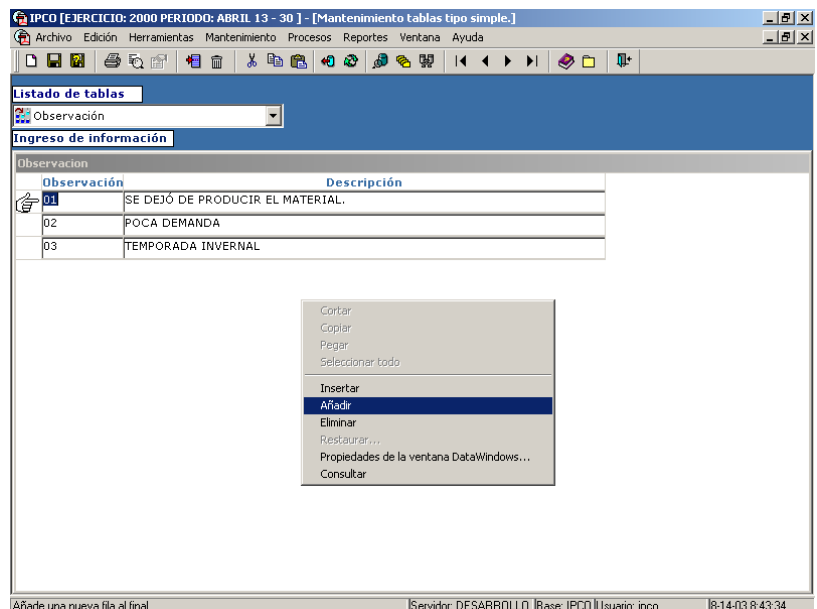 IPCO [EJERCICIO: 2000 PERIODO: ABRIL 13 - 30 ] - [Mantenimiento tablas tipo simple.]
Archivo Edición Herramientas Mantenimiento Procesos Reportes Ventana Ayuda
Listado de tablas
Observación
Ingreso de información
Observacion
Observación Descripción
01 SE DEJÓ DE PRODUCIR EL MATERIAL.
02 POCA DEMANDA
03 TEMPORADA INVERNAL
Cortar
Copiar
Pegar
Seleccionar todo
Insertar
Añadir
Eliminar
Restaurar...
Propiedades de la ventana DataWindows...
Consultar
Añade una nueva fila al final Servidor: DESARROLLO Base: IPCO Usuario: ipco 8-14-03 8:43:34